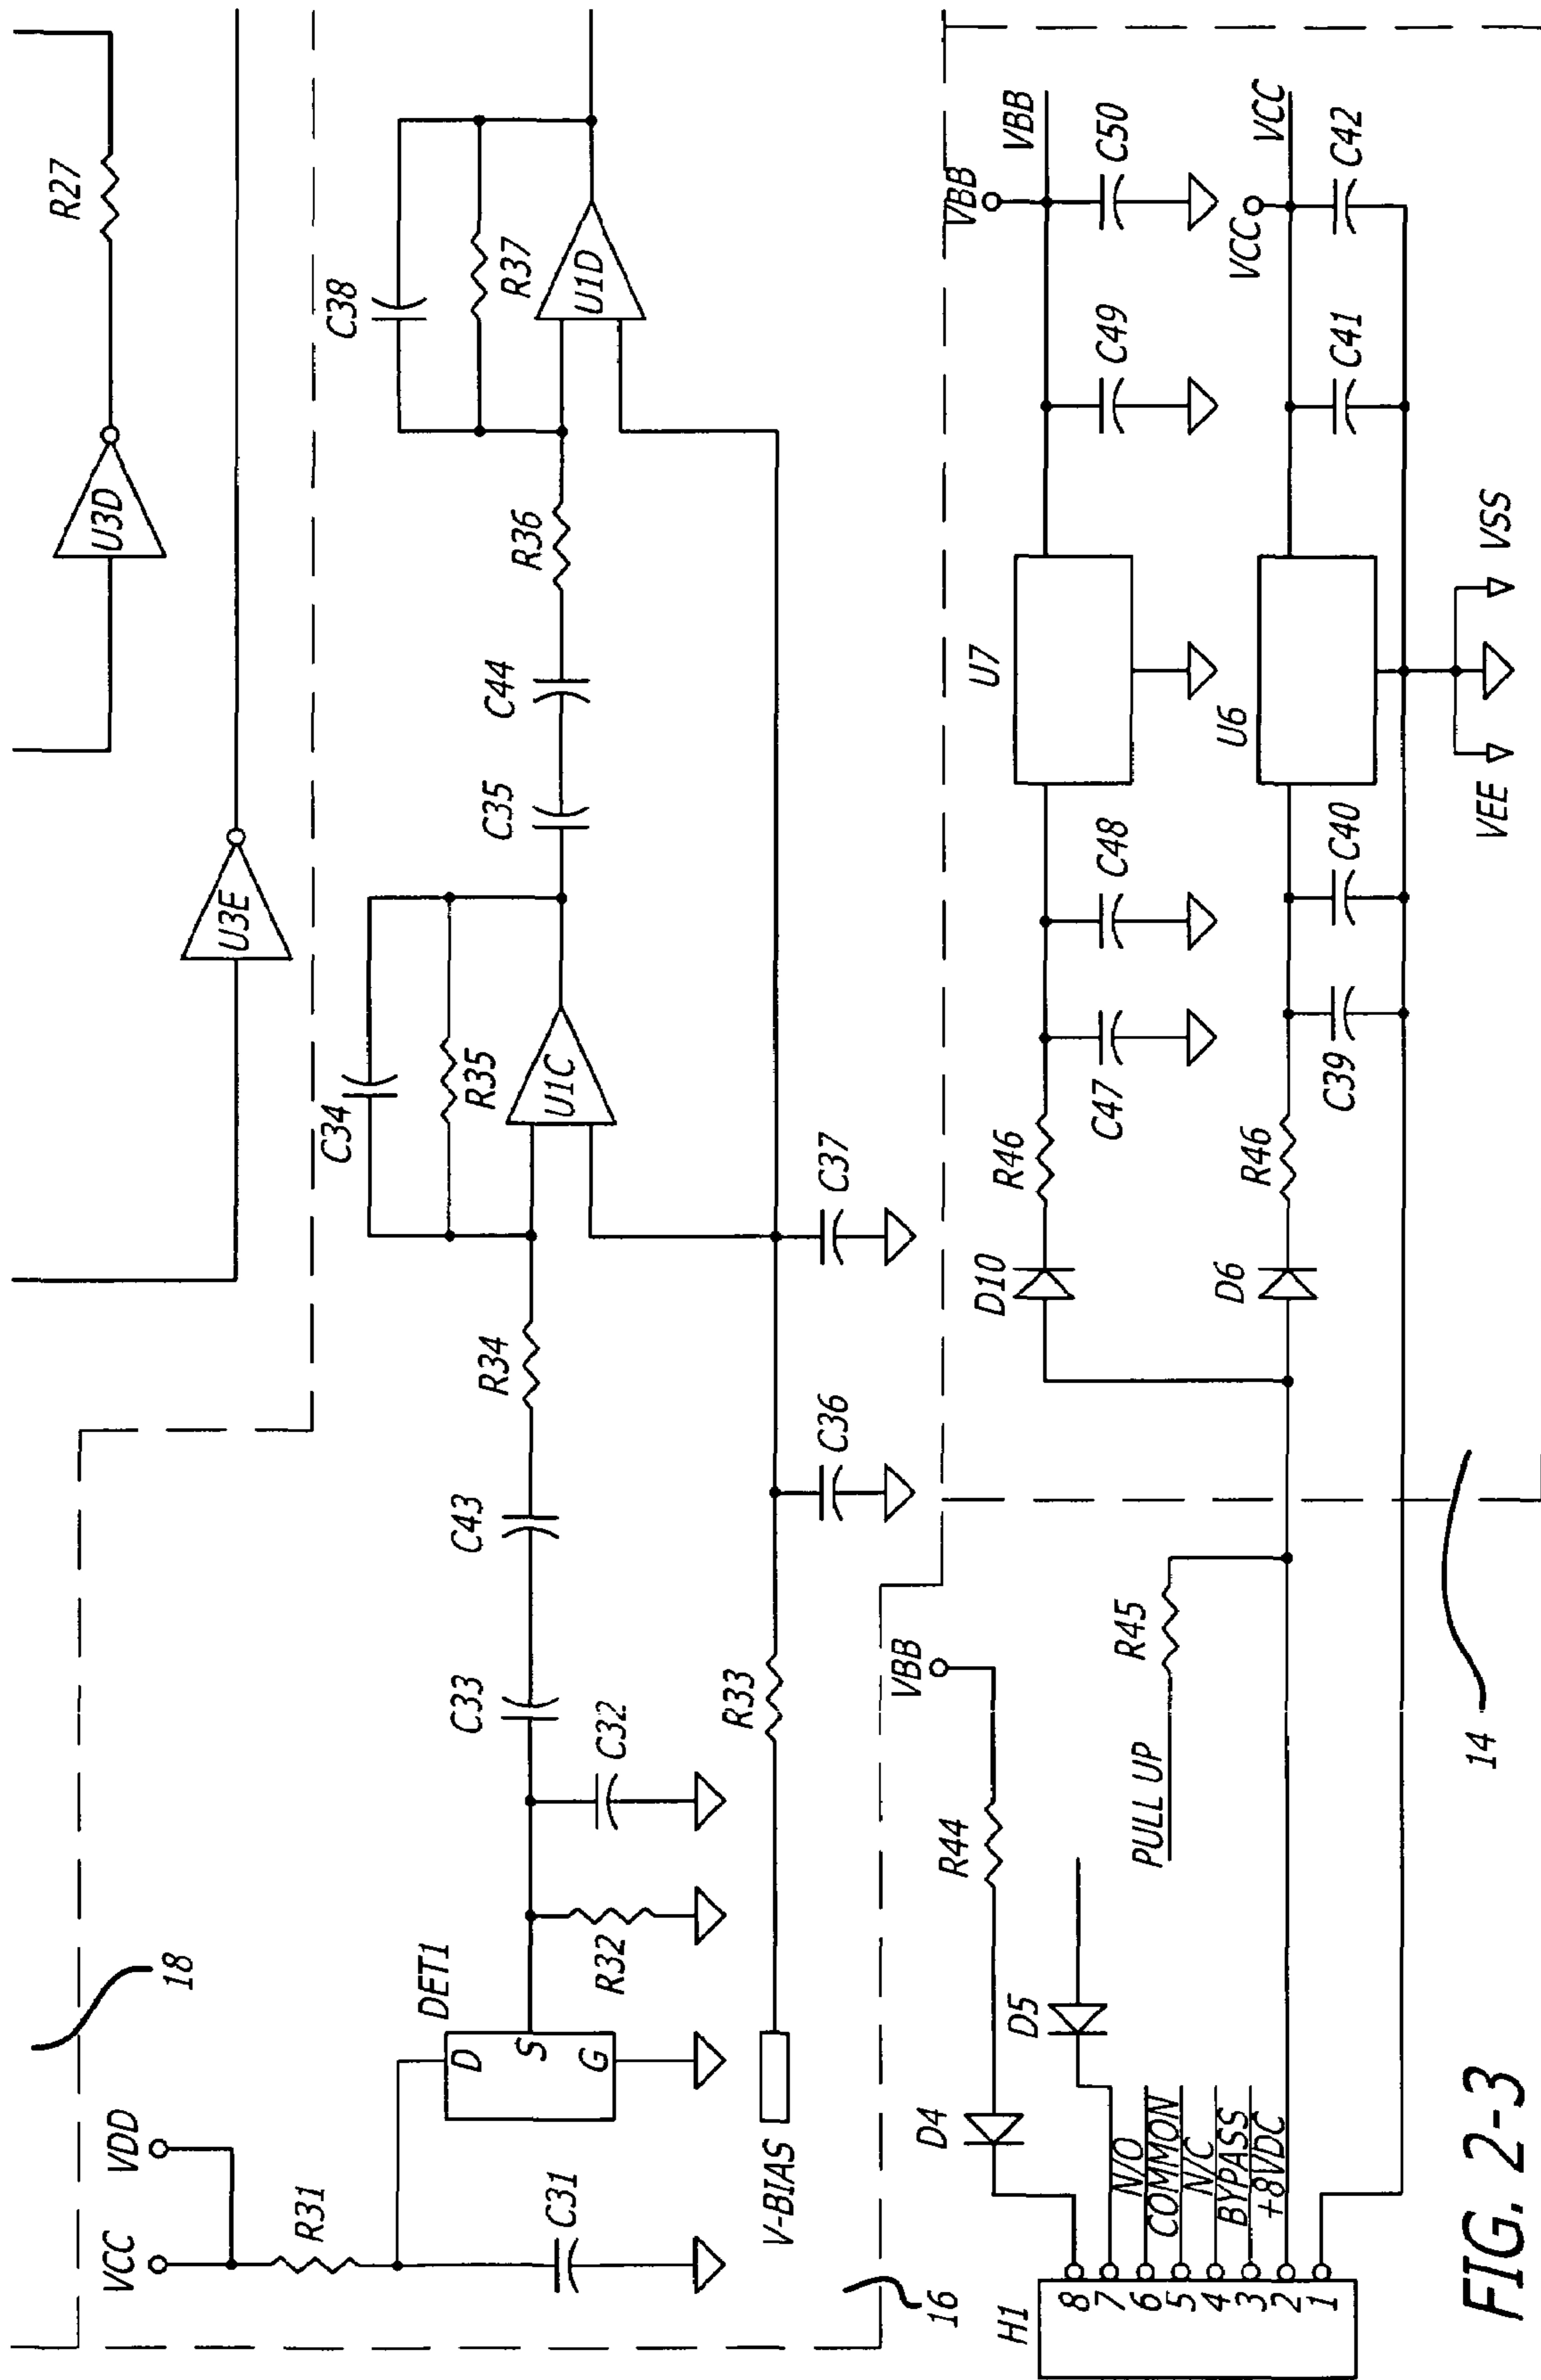 R27
U3D
U3E
18
VCC
VDD
R31
C31
DET1
D
S
G
R32
C32
C33
C43
R34
C34
R35
U1C
C35
C44
R36
C38
R37
U1D
V-BIAS
R33
C36
C37
16
VBB
R44
D4
D5
PULL UP
R45
H1
8
7
6
5
4
3
2
1
N/O
COMMON
N/C
BYPASS
+8VDC
D10
R46
C47
C48
U7
C49
C50
VBB
VBB
D6
R46
C39
C40
U6
C41
C42
VCC
VCC
VEE
VSS
14
FIG. 2-3